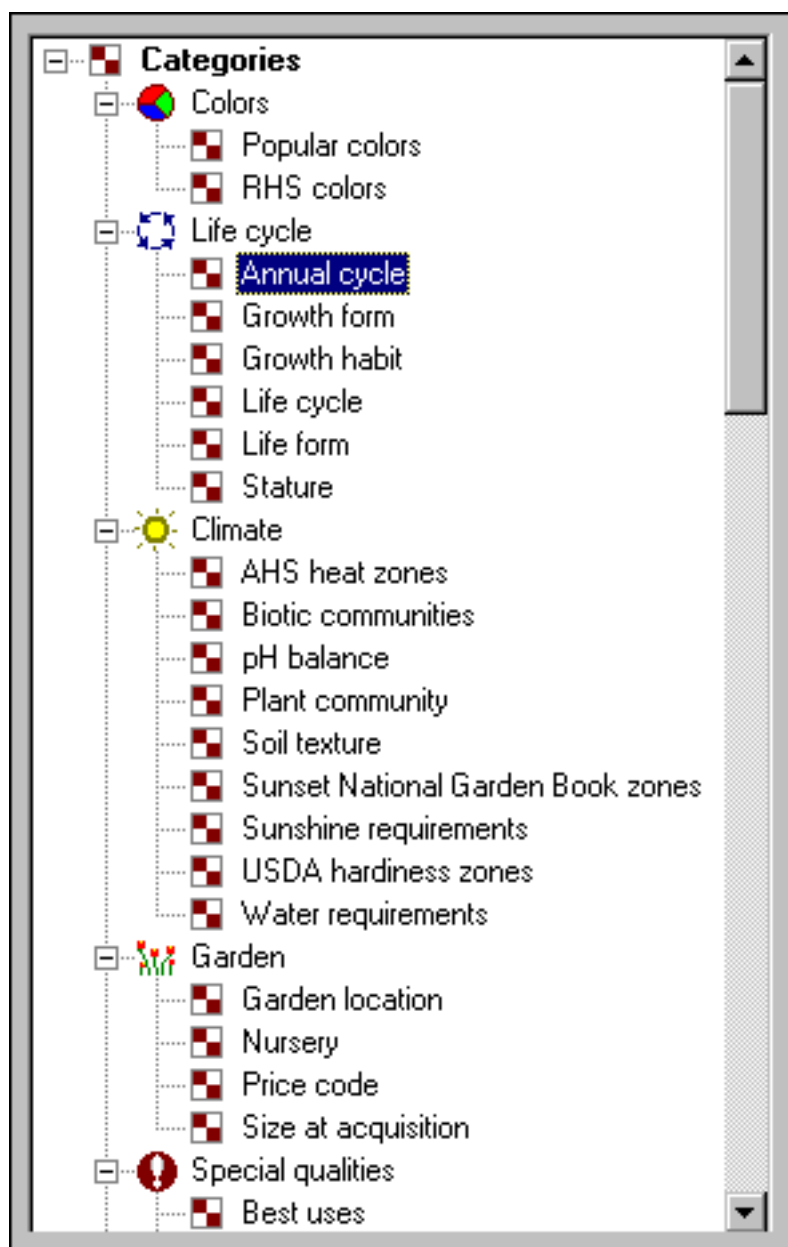 Categories
Colors
Popular colors
RHS colors
Life cycle
Annual cycle
Growth form
Growth habit
Life cycle
Life form
Stature
Climate
AHS heat zones
Biotic communities
pH balance
Plant community
Soil texture
Sunset National Garden Book zones
Sunshine requirements
USDA hardiness zones
Water requirements
Garden
Garden location
Nursery
Price code
Size at acquisition
Special qualities
Best uses